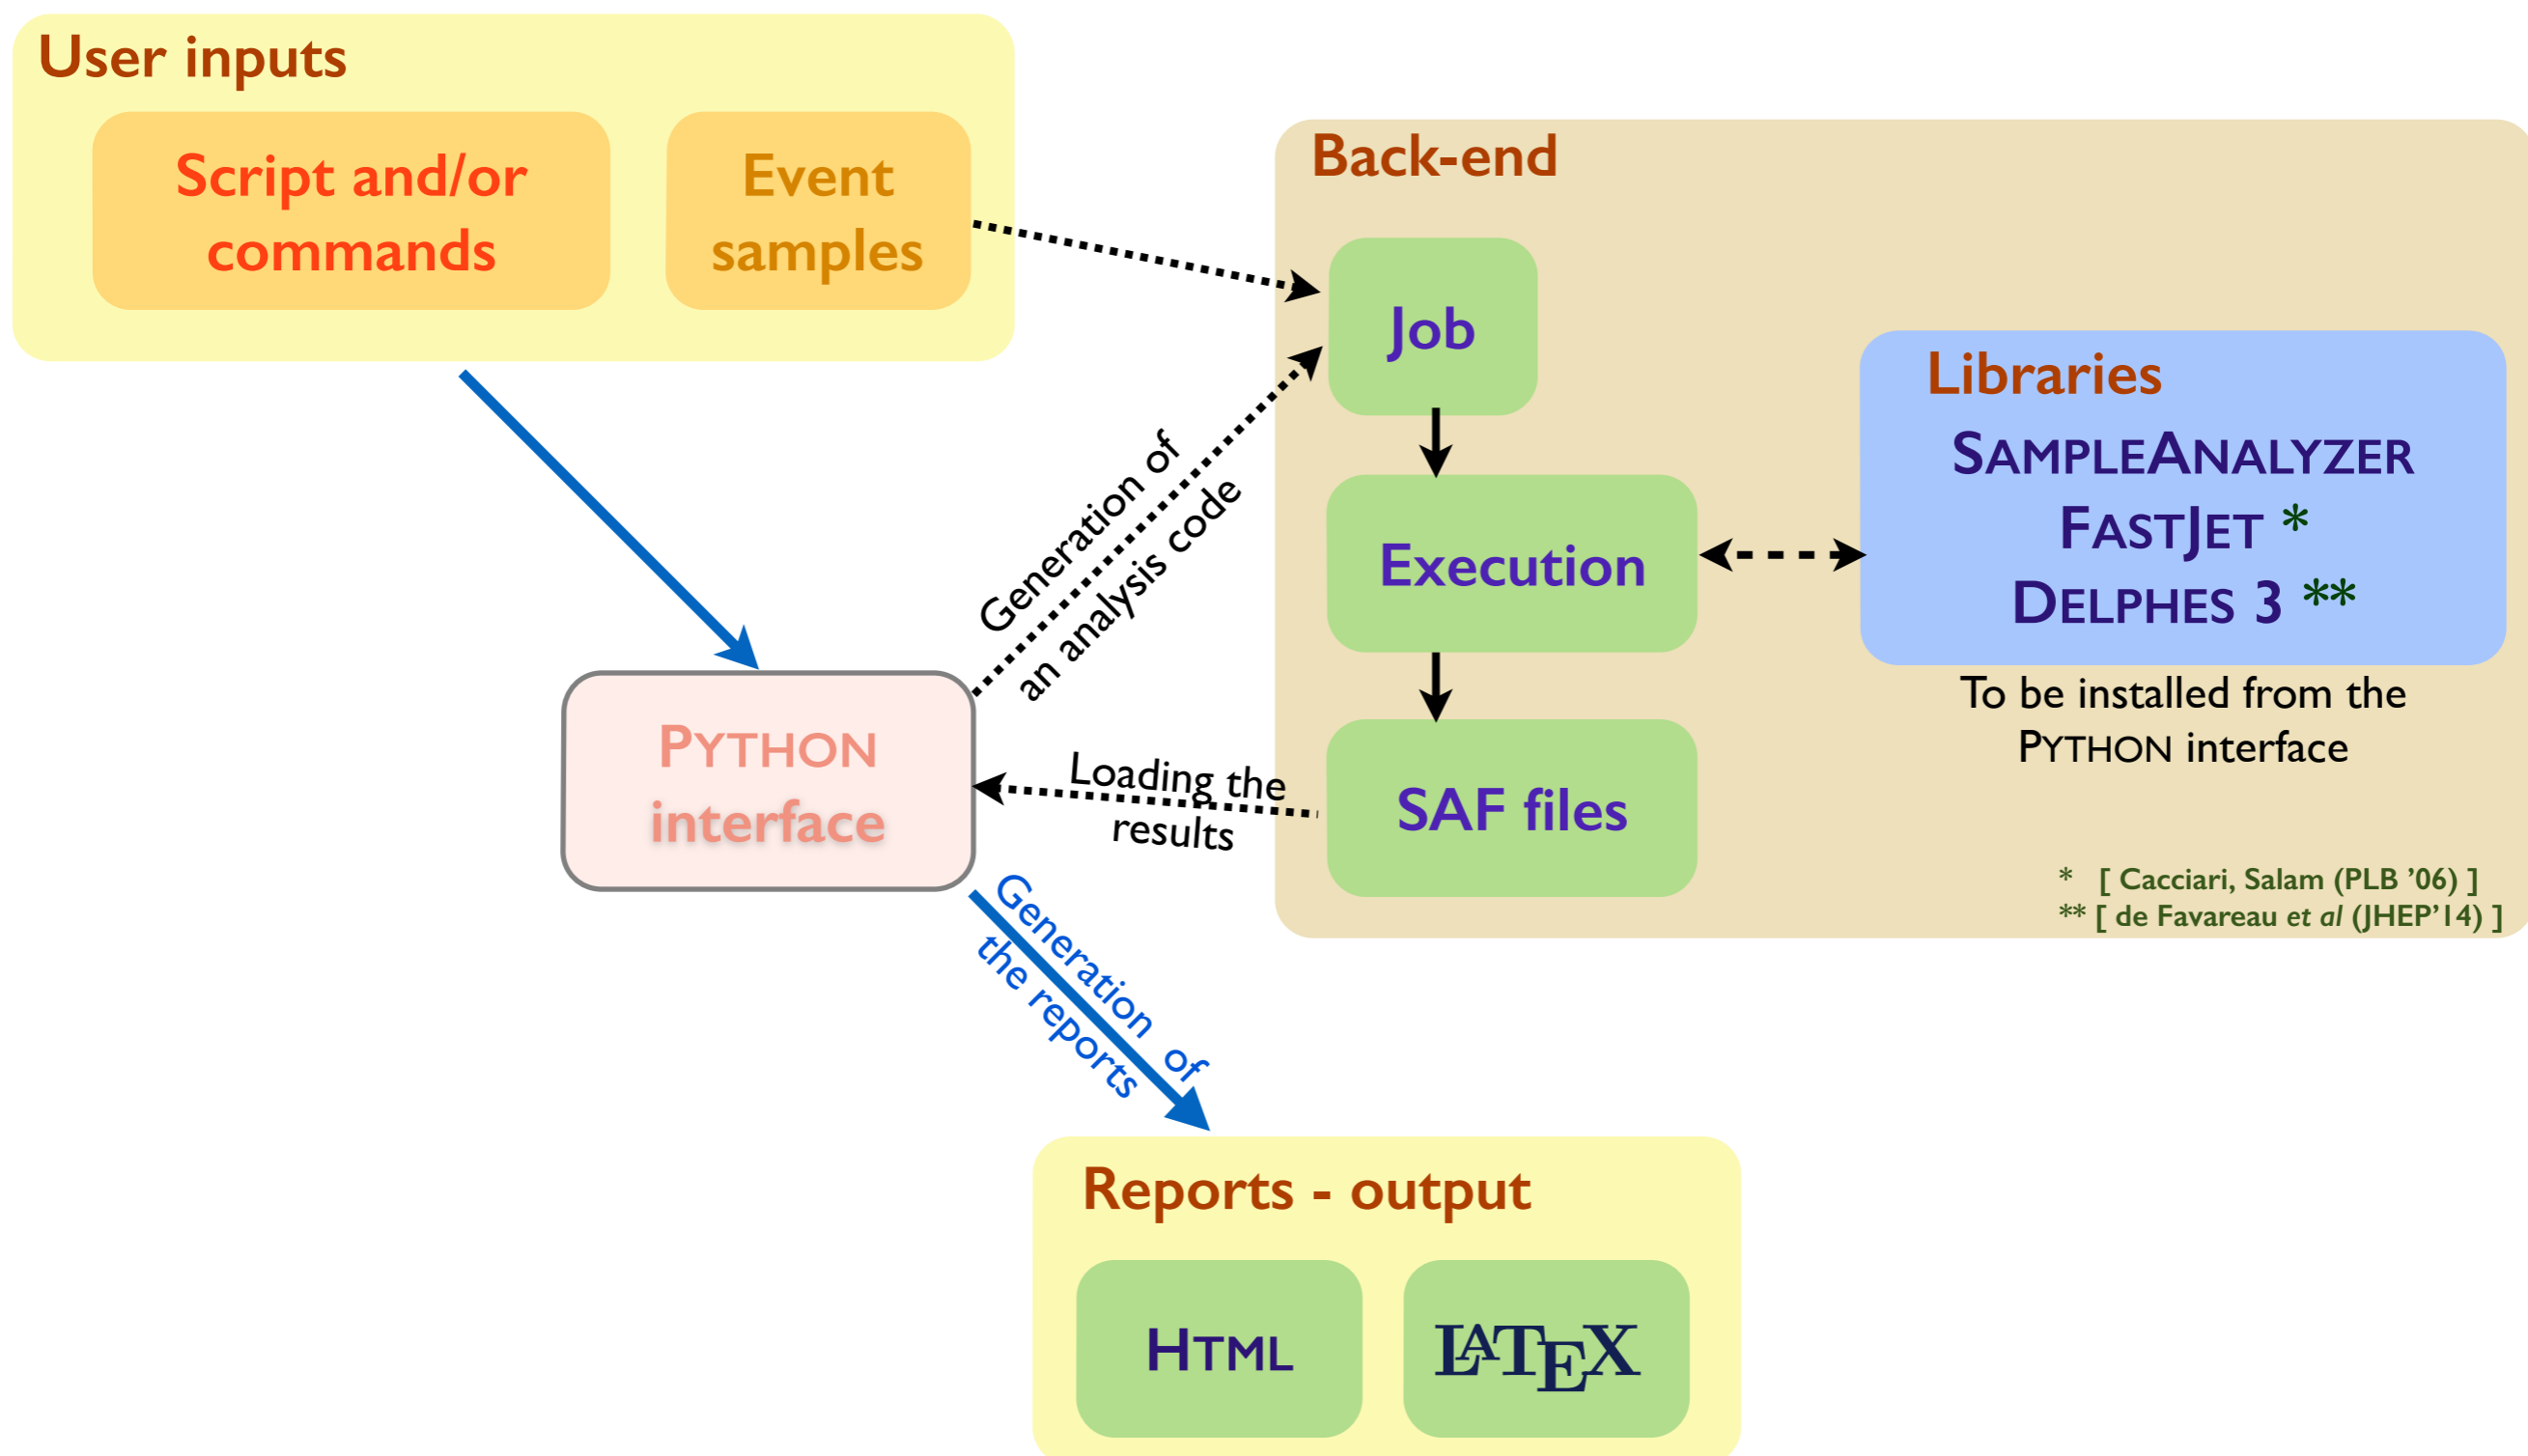 User inputs
Script and/or
commands
Event
samples
Back-end
Job
Execution
SAF files
Libraries
SAMPLEANALYZER
FASTJET *
DELPHES 3 **
To be installed from the
PYTHON interface
* [ Cacciari, Salam (PLB ’06) ]
** [ de Favareau et al (JHEP’14) ]
Generation of
an analysis code
PYTHON
interface
Loading the
results
Generation of
the reports
Reports - output
HTML
LATEX